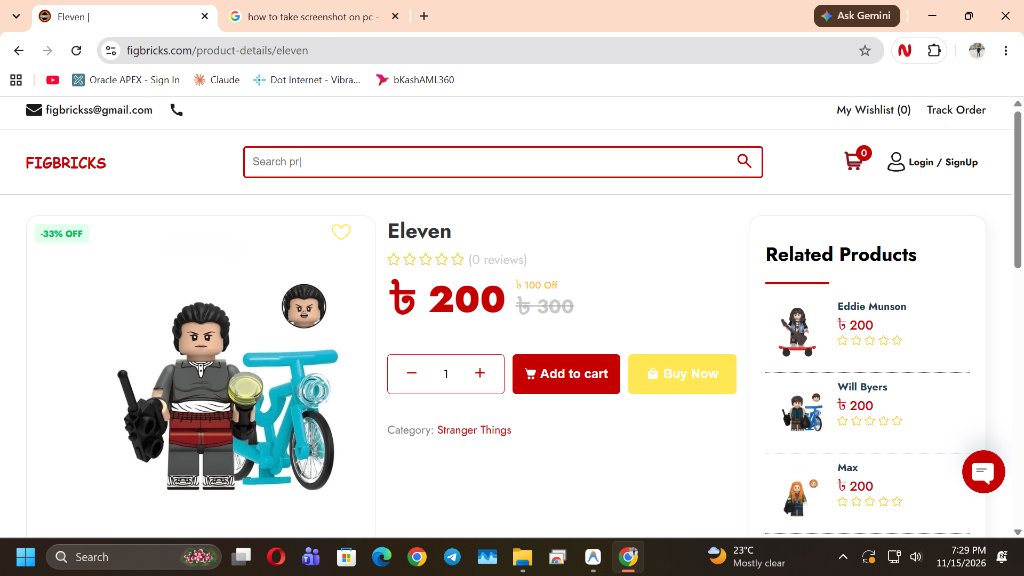 Eleven |
how to take screenshot on pc -
Ask Gemini
figbricks.com/product-details/eleven
Oracle APEX - Sign In
Claude
Dot Internet - Vibra...
bKashAML360
figbrickss@gmail.com
My Wishlist (0)
Track Order
FIGBRICKS
Search pr
0
Login / SignUp
-33% OFF
Eleven
(0 reviews)
৳ 200
৳ 100 Off
৳ 300
1
Add to cart
Buy Now
Category: Stranger Things
Related Products
Eddie Munson
৳ 200
Will Byers
৳ 200
Max
৳ 200
Search
23°C
Mostly clear
7:29 PM
11/15/2026